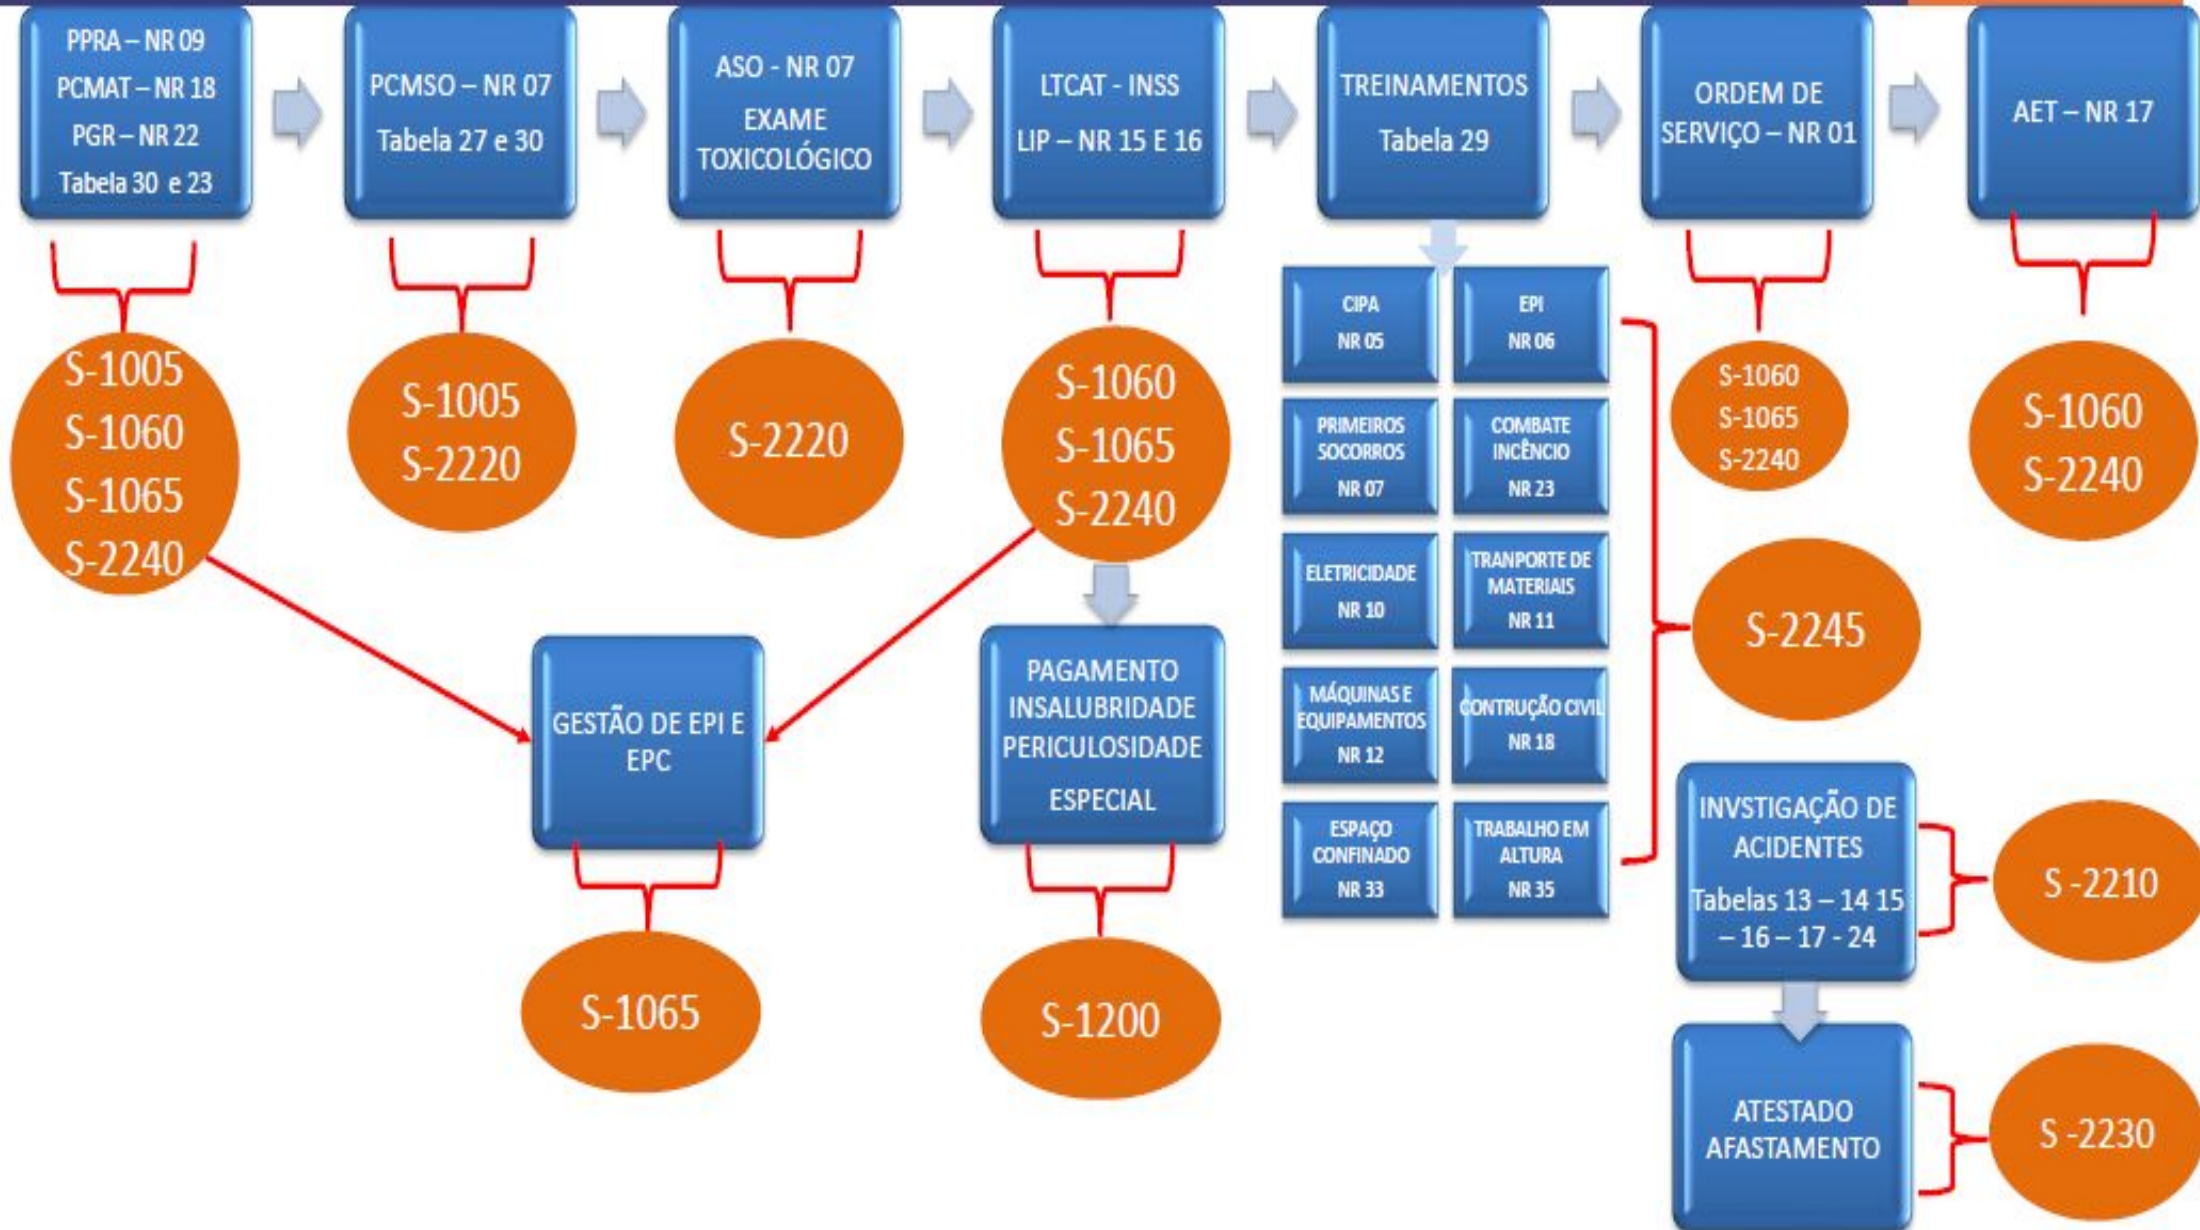 PPRA – NR 09
PCMAT – NR 18
PGR – NR 22
Tabela 30 e 23
PCMSO – NR 07
Tabela 27 e 30
ASO - NR 07
EXAME
TOXICOLÓGICO
LTCAT - INSS
LIP – NR 15 E 16
TREINAMENTOS
Tabela 29
ORDEM DE
SERVIÇO – NR 01
AET – NR 17
S-1005
S-1060
S-1065
S-2240
S-1005
S-2220
S-2220
S-1060
S-1065
S-2240
CIPA
NR 05
EPI
NR 06
PRIMEIROS
SOCORROS
NR 07
COMBATE
INCÊNCIO
NR 23
ELETRICIDADE
NR 10
TRANPORTE DE
MATERIAIS
NR 11
MÁQUINAS E
EQUIPAMENTOS
NR 12
CONTRUÇÃO CIVIL
NR 18
ESPAÇO
CONFINADO
NR 33
TRABALHO EM
ALTURA
NR 35
S-1060
S-1065
S-2240
S-1060
S-2240
S-2245
GESTÃO DE EPI E
EPC
S-1065
PAGAMENTO
INSALUBRIDADE
PERICULOSIDADE
ESPECIAL
S-1200
INVSTIGAÇÃO DE
ACIDENTES
Tabelas 13 – 14 15
– 16 – 17 - 24
S -2210
ATESTADO
AFASTAMENTO
S -2230